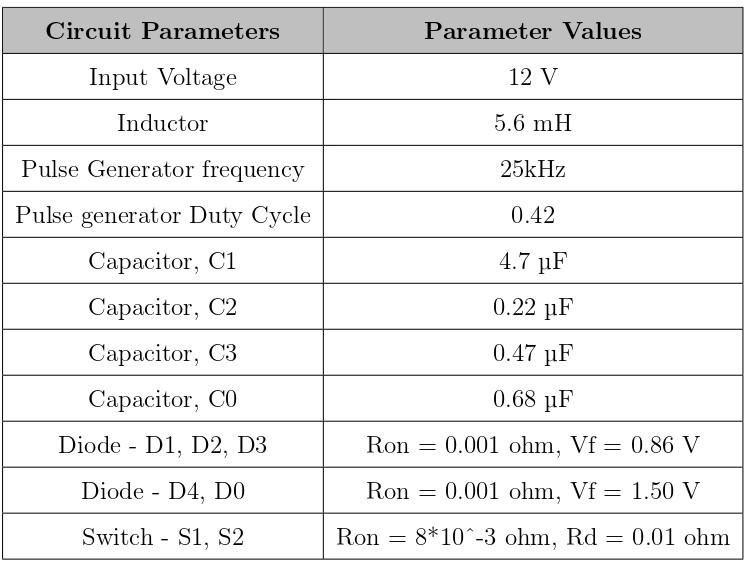 Circuit Parameters Parameter Values
Input Voltage 12 V
Inductor 5.6 mH
Pulse Generator frequency 25kHz
Pulse generator Duty Cycle 0.42
Capacitor, C1 4.7 µF
Capacitor, C2 0.22 µF
Capacitor, C3 0.47 µF
Capacitor, C0 0.68 µF
Diode - D1, D2, D3 Ron = 0.001 ohm, Vf = 0.86 V
Diode - D4, D0 Ron = 0.001 ohm, Vf = 1.50 V
Switch - S1, S2 Ron = 8*10^-3 ohm, Rd = 0.01 ohm